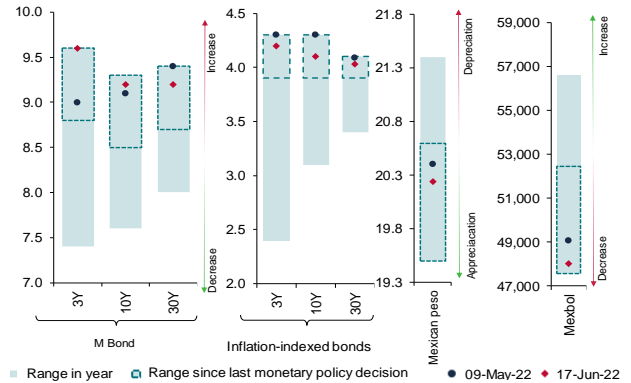 10.0
9.5
9.0
8.5
8.0
7.5
7.0
Increase
Decrease
3Y
10Y
30Y
M Bond
4.5
4.0
3.5
3.0
2.5
2.0
3Y
10Y
30Y
Inflation-indexed bonds
21.8
21.3
20.8
20.3
19.8
19.3
Depreciation
Appreciacation
Mexican peso
59,000
57,000
55,000
53,000
51,000
49,000
47,000
Increase
Decrease
Mexbol
Range in year
Range since last monetary policy decision
09-May-22
17-Jun-22